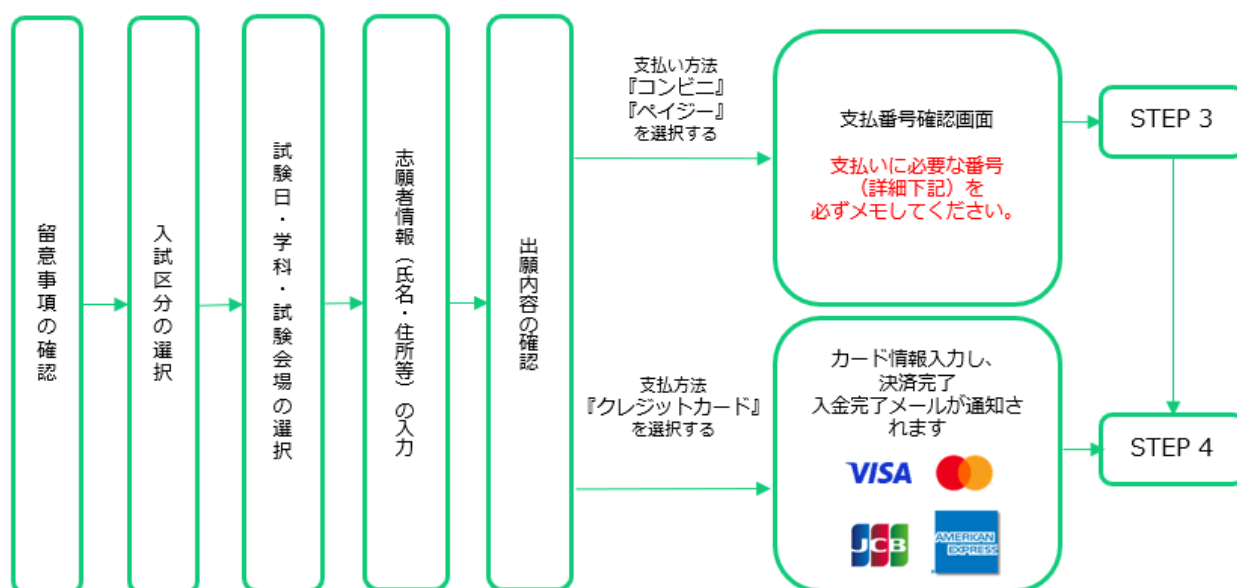 留意事項の確認
入試区分の選択
試験日・学科・試験会場の選択
志願者情報（氏名・住所等）の入力
出願内容の確認
支払い方法
『コンビニ』
『ペイジー』
を選択する
支払番号確認画面
支払いに必要な番号
（詳細下記）を
必ずメモしてください。
STEP 3
支払方法
『クレジットカード』
を選択する
カード情報入力し、
決済完了
入金完了メールが通知さ
れます
VISA
JCB
AMERICAN
EXPRESS
STEP 4